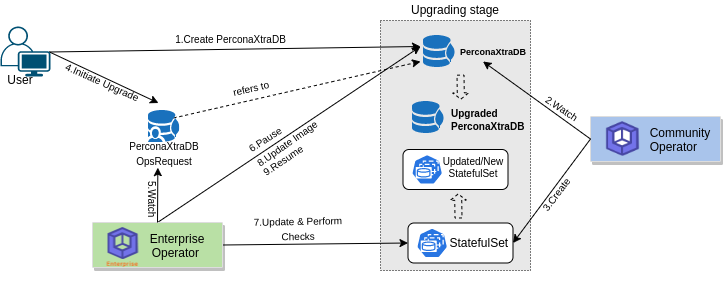 Upgrading stage
1.Create PerconaXtraDB
PerconaXtraDB
User
4.Initiate Upgrade
refers to
2.Watch
Upgraded
PerconaXtraDB
PerconaXtraDB
OpsRequest
6.Pause
8.Update Image
9.Resume
Community
Operator
Updated/New
StatefulSet
5.Watch
3.Create
Enterprise
Operator
Enterprise
7.Update & Perform
Checks
StatefulSet